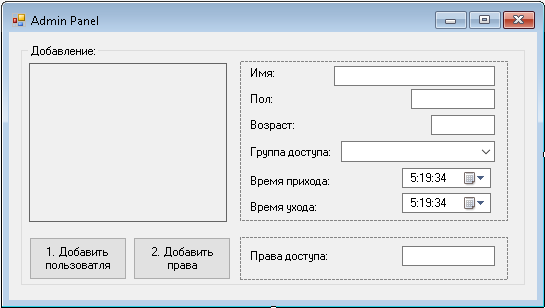 Admin Panel
Добавление:
Имя:
Пол:
Возраст:
Группа доступа:
Время прихода: 5:19:34
Время ухода: 5:19:34
1. Добавить
пользоватля
2. Добавить
права
Права доступа: